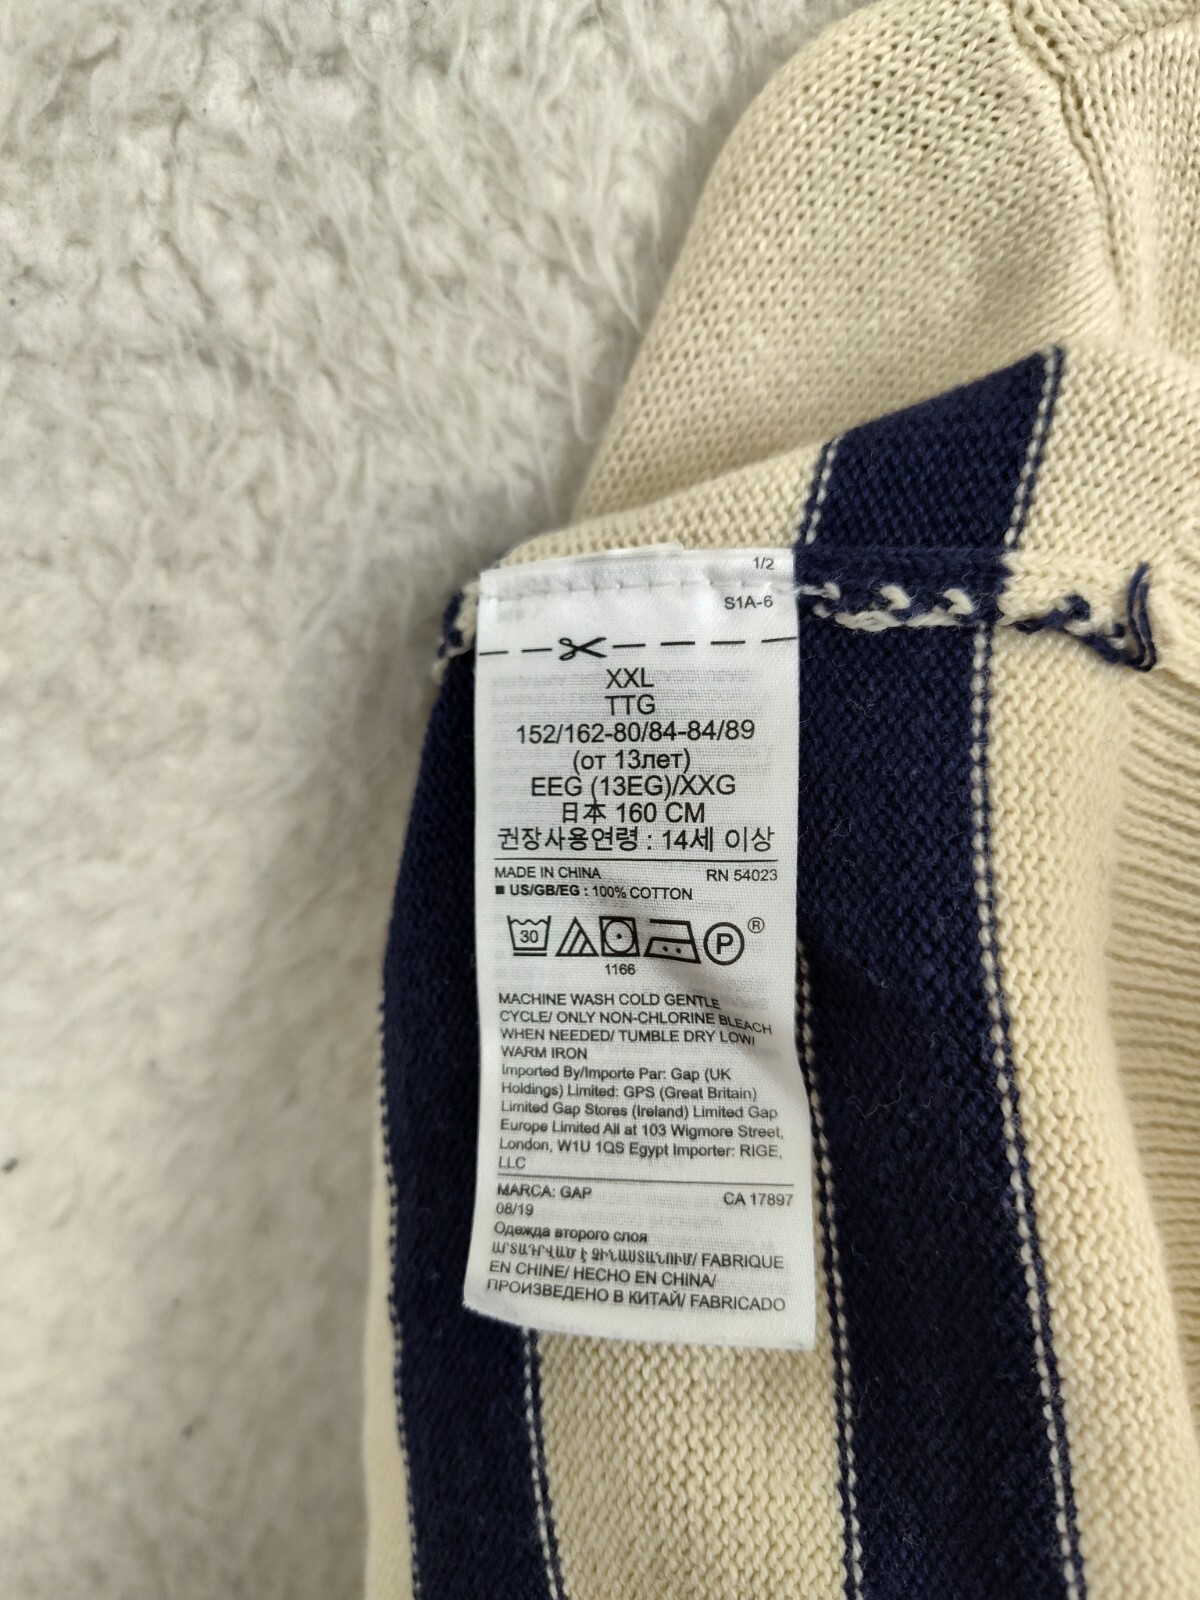 1/2
S1A-6
XXL
TTG
152/162-80/84-84/89
(от 13лет)
EEG (13EG)/XXG
日本 160 CM
권장사용연령 : 14세 이상
MADE IN CHINA RN 54023
■ US/GB/EG : 100% COTTON
30 P ®
1166
MACHINE WASH COLD GENTLE
CYCLE/ ONLY NON-CHLORINE BLEACH
WHEN NEEDED/ TUMBLE DRY LOW/
WARM IRON
Imported By/Importe Par: Gap (UK
Holdings) Limited: GPS (Great Britain)
Limited Gap Stores (Ireland) Limited Gap
Europe Limited All at 103 Wigmore Street,
London, W1U 1QS Egypt Importer: RIGE,
LLC
MARCA: GAP CA 17897
08/19
Одежда второго слоя
ԱՐՏԱԴՐՎԱԾ Է ՉԻՆԱՍՏԱՆՈՒՄ/ FABRIQUE
EN CHINE/ HECHO EN CHINA/
ПРОИЗВЕДЕНО В КИТАЙ/ FABRICADO